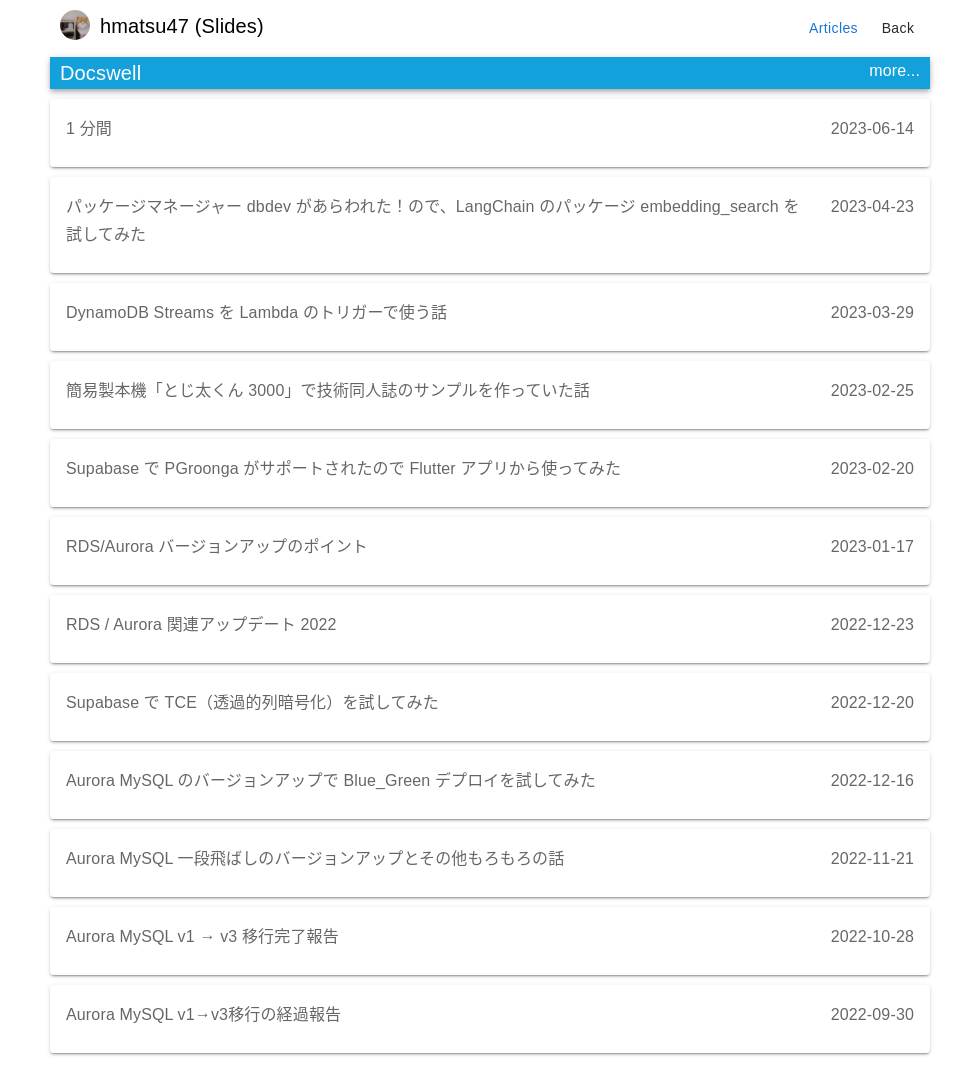 hmatsu47 (Slides)
Articles
Back
Docswell
more...
1 分間
2023-06-14
パッケージマネージャー dbdev があらわれた！ので、LangChain のパッケージ embedding_search を
試してみた
2023-04-23
DynamoDB Streams を Lambda のトリガーで使う話
2023-03-29
簡易製本機「とじ太くん 3000」で技術同人誌のサンプルを作っていた話
2023-02-25
Supabase で PGroonga がサポートされたので Flutter アプリから使ってみた
2023-02-20
RDS/Aurora バージョンアップのポイント
2023-01-17
RDS / Aurora 関連アップデート 2022
2022-12-23
Supabase で TCE（透過的列暗号化）を試してみた
2022-12-20
Aurora MySQL のバージョンアップで Blue_Green デプロイを試してみた
2022-12-16
Aurora MySQL 一段飛ばしのバージョンアップとその他もろもろの話
2022-11-21
Aurora MySQL v1 → v3 移行完了報告
2022-10-28
Aurora MySQL v1→v3移行の経過報告
2022-09-30